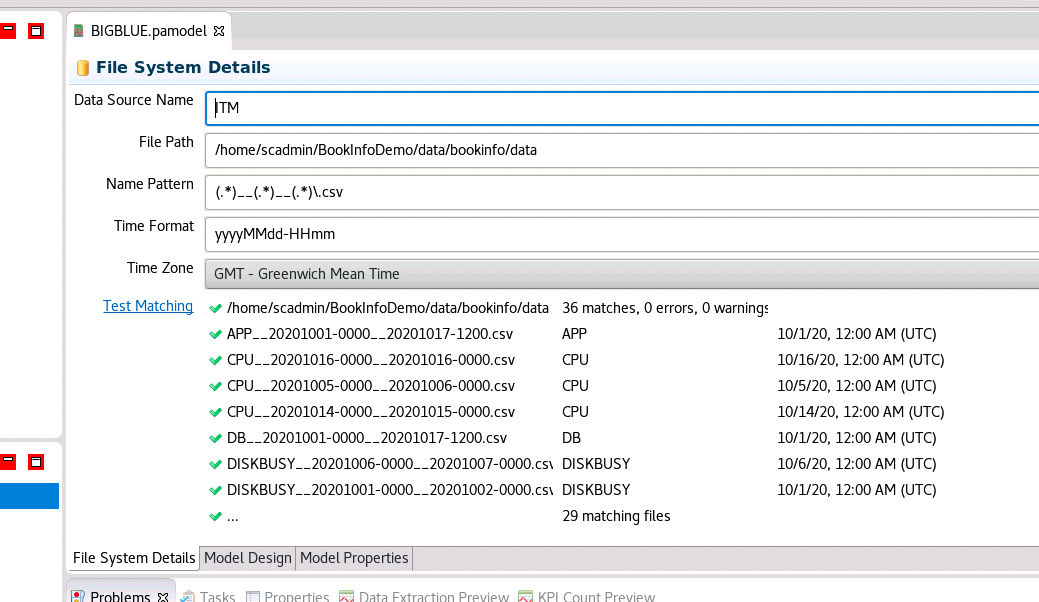 BIGBLUE.pamodel
File System Details
Data Source Name ITM
File Path /home/scadmin/BookInfoDemo/data/bookinfo/data
Name Pattern (.*)__(.*)__(.*)\.csv
Time Format yyyyMMdd-HHmm
Time Zone GMT - Greenwich Mean Time
Test Matching /home/scadmin/BookInfoDemo/data/bookinfo/data 36 matches, 0 errors, 0 warnings
APP__20201001-0000__20201017-1200.csv APP 10/1/20, 12:00 AM (UTC)
CPU__20201016-0000__20201016-0000.csv CPU 10/16/20, 12:00 AM (UTC)
CPU__20201005-0000__20201006-0000.csv CPU 10/5/20, 12:00 AM (UTC)
CPU__20201014-0000__20201015-0000.csv CPU 10/14/20, 12:00 AM (UTC)
DB__20201001-0000__20201017-1200.csv DB 10/1/20, 12:00 AM (UTC)
DISKBUSY__20201006-0000__20201007-0000.csv DISKBUSY 10/6/20, 12:00 AM (UTC)
DISKBUSY__20201001-0000__20201002-0000.csv DISKBUSY 10/1/20, 12:00 AM (UTC)
... 29 matching files
File System Details Model Design Model Properties
Problems Tasks Properties Data Extraction Preview KPI Count Preview